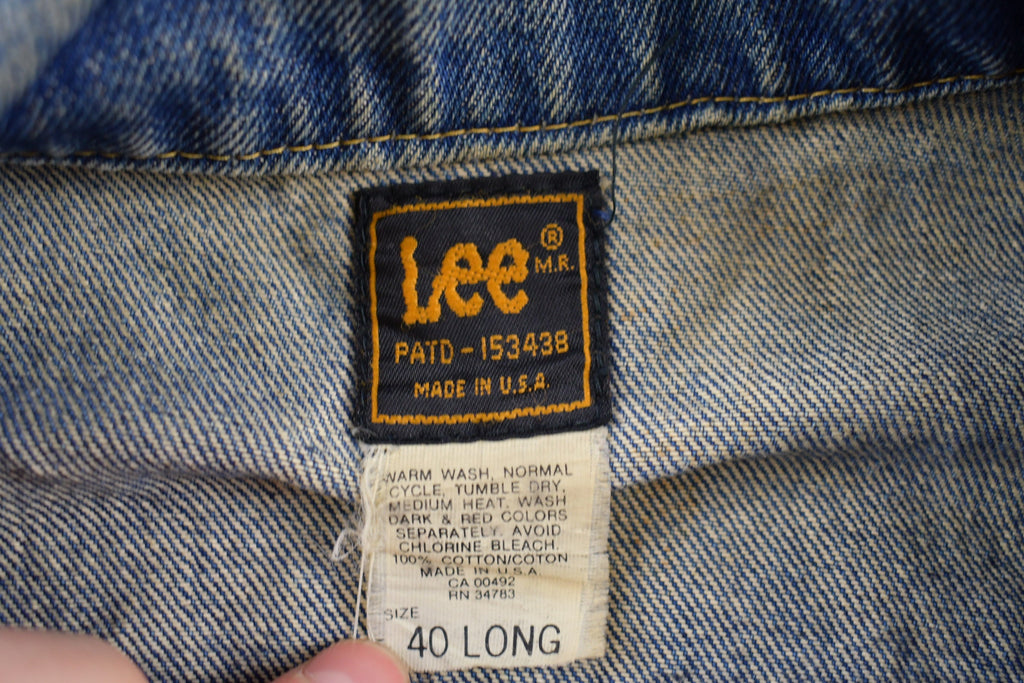 Lee ®
M.R.
PATD-153438
MADE IN U.S.A.
WARM WASH, NORMAL
CYCLE, TUMBLE DRY,
MEDIUM HEAT, WASH
DARK & RED COLORS
SEPARATELY. AVOID
CHLORINE BLEACH.
100% COTTON/COTON
MADE IN U.S.A.
CA 00492
RN 34783
SIZE
40 LONG